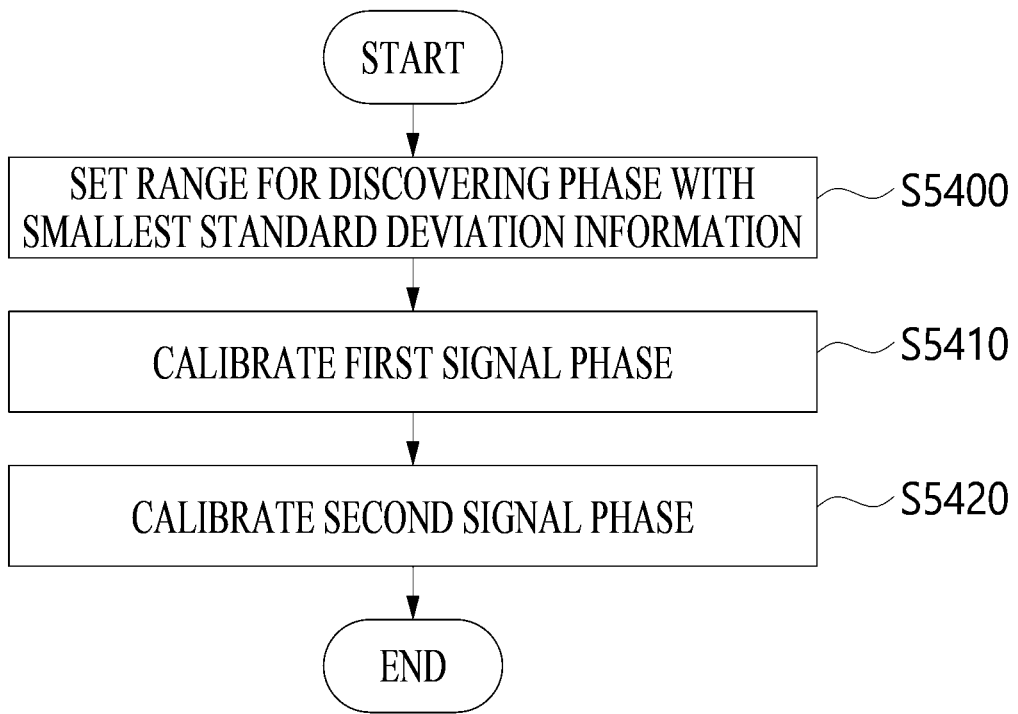 START
SET RANGE FOR DISCOVERING PHASE WITH
SMALLEST STANDARD DEVIATION INFORMATION
S5400
CALIBRATE FIRST SIGNAL PHASE
S5410
CALIBRATE SECOND SIGNAL PHASE
S5420
END